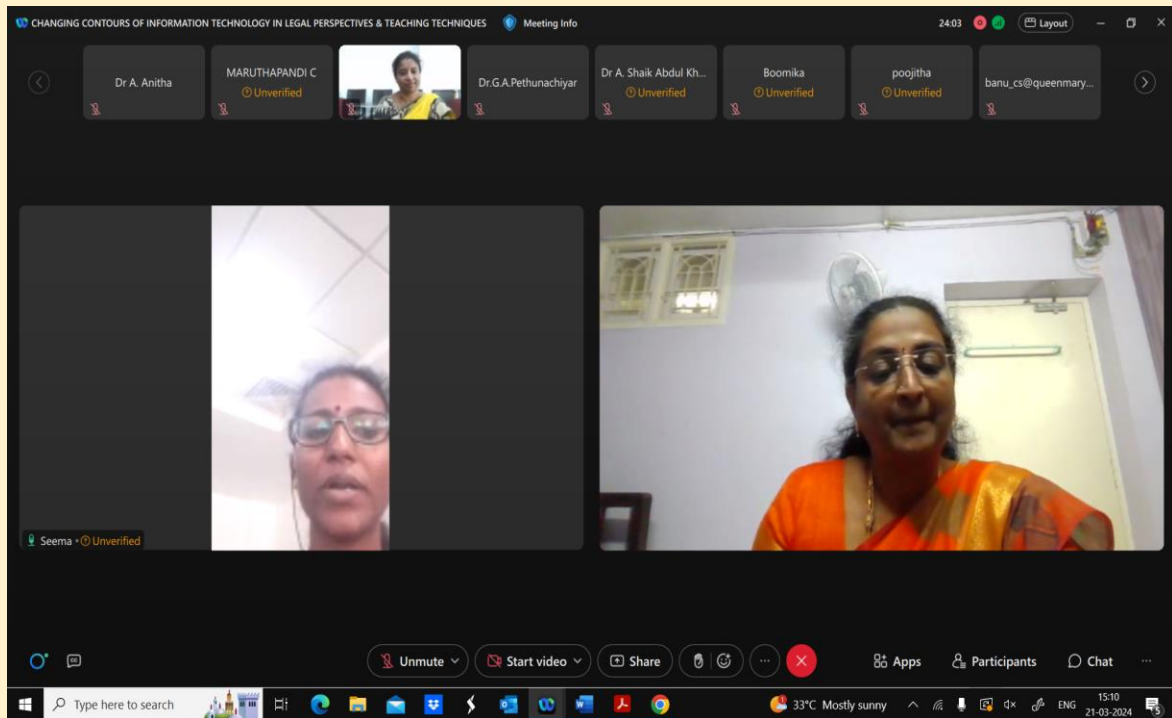 CHANGING CONTOURS OF INFORMATION TECHNOLOGY IN LEGAL PERSPECTIVES & TEACHING TECHNIQUES Meeting Info 24:03 Layout
Dr A. Anitha
MARUTHAPANDI C
Unverified
Dr.G.A.Pethunachiyar
Dr A. Shaik Abdul Kh...
Unverified
Boomika
Unverified
poojitha
Unverified
banu_cs@queenmary...
Seema • Unverified
Unmute Start video Share Apps Participants Chat
Type here to search 33°C Mostly sunny ENG 15:10
21-03-2024